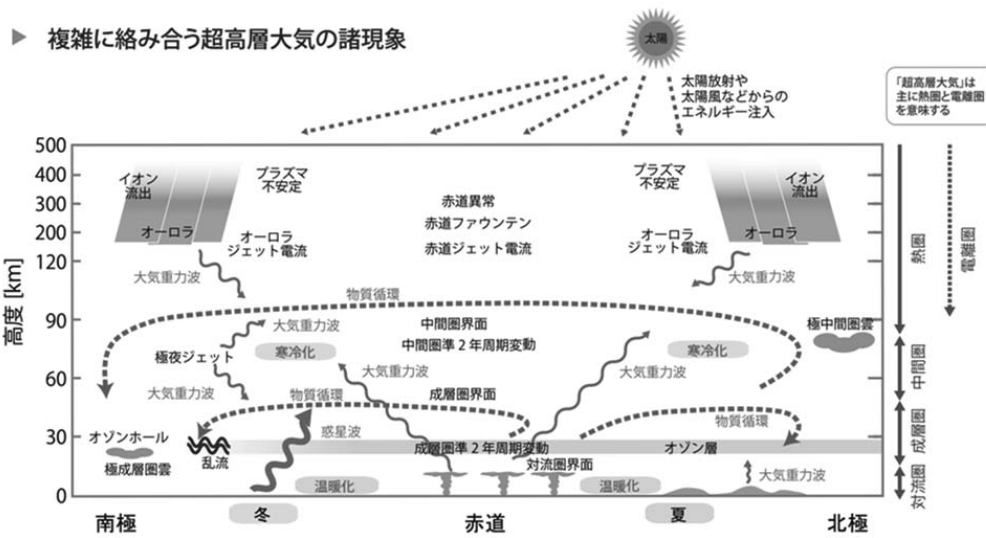 ▶ 複雑に絡み合う超高層大気の諸現象
太陽
太陽放射や
太陽風などからの
エネルギー注入
「超高層大気」は
主に熱圏と電離圏
を意味する
高度 [km]
500
400
300
200
120
90
60
30
0
イオン
流出
オーロラ
プラズマ
不安定
オーロラ
ジェット電流
赤道異常
赤道ファウンテン
赤道ジェット電流
プラズマ
不安定
オーロラ
ジェット電流
イオン
流出
オーロラ
大気重力波
大気重力波
物質循環
大気重力波
中間圏界面
中間圏準2年周期変動
極中間圏雲
極夜ジェット
寒冷化
寒冷化
大気重力波
大気重力波
大気重力波
物質循環
成層圏界面
物質循環
オゾンホール
極成層圏雲
乱流
惑星波
成層圏準2年周期変動
オゾン層
対流圏界面
大気重力波
温暖化
温暖化
南極
冬
赤道
夏
北極
熱圏
電離圏
中間圏
成層圏
対流圏